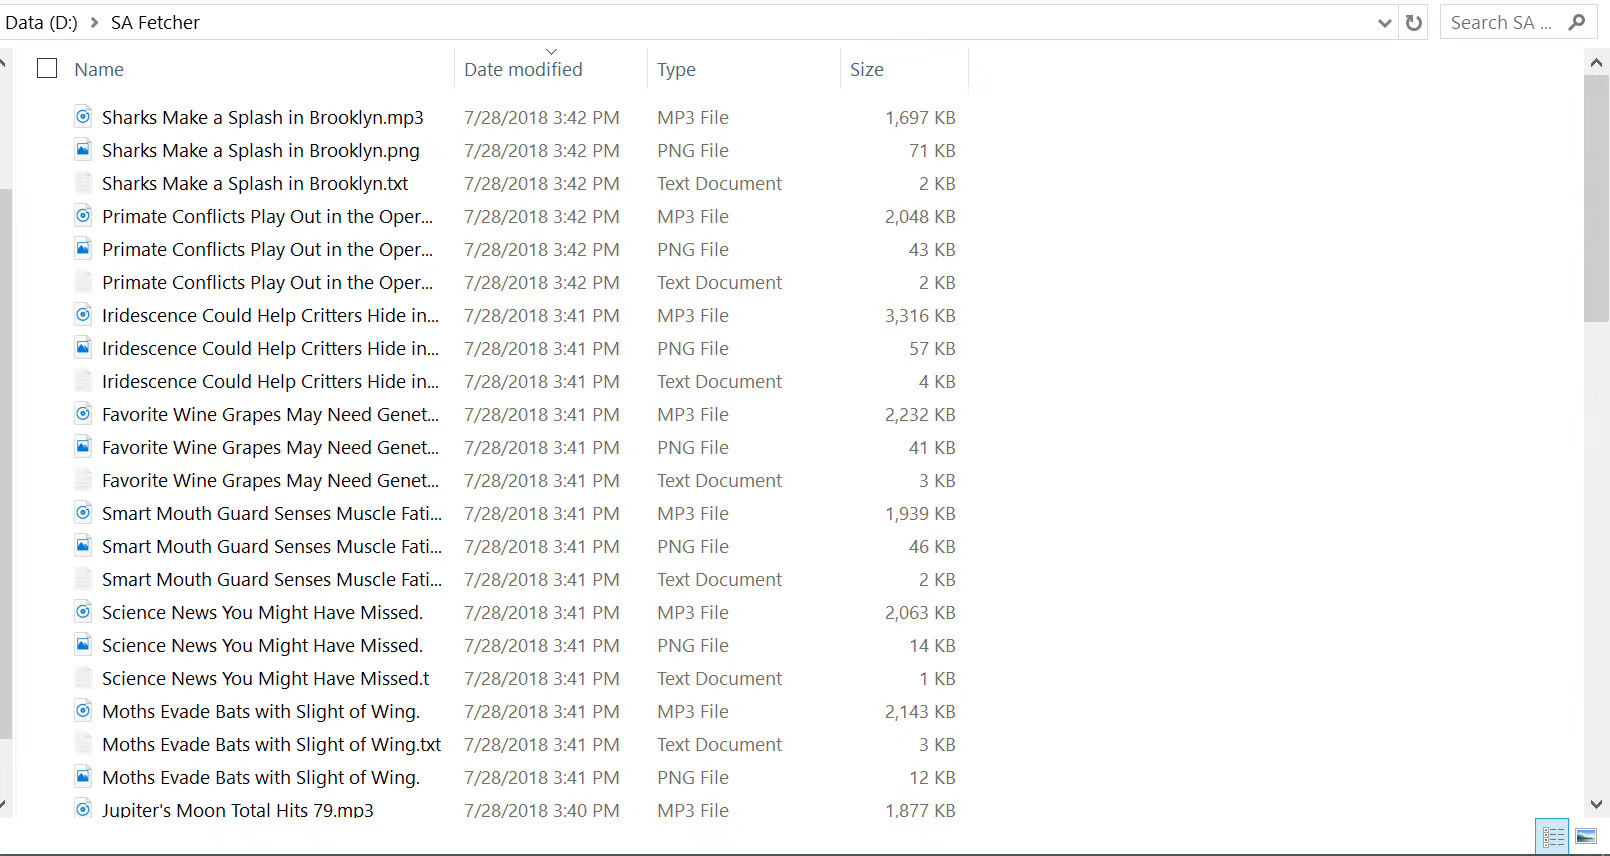 Data (D:) > SA Fetcher Search SA ...
Name Date modified Type Size
Sharks Make a Splash in Brooklyn.mp3 7/28/2018 3:42 PM MP3 File 1,697 KB
Sharks Make a Splash in Brooklyn.png 7/28/2018 3:42 PM PNG File 71 KB
Sharks Make a Splash in Brooklyn.txt 7/28/2018 3:42 PM Text Document 2 KB
Primate Conflicts Play Out in the Oper... 7/28/2018 3:42 PM MP3 File 2,048 KB
Primate Conflicts Play Out in the Oper... 7/28/2018 3:42 PM PNG File 43 KB
Primate Conflicts Play Out in the Oper... 7/28/2018 3:42 PM Text Document 2 KB
Iridescence Could Help Critters Hide in... 7/28/2018 3:41 PM MP3 File 3,316 KB
Iridescence Could Help Critters Hide in... 7/28/2018 3:41 PM PNG File 57 KB
Iridescence Could Help Critters Hide in... 7/28/2018 3:41 PM Text Document 4 KB
Favorite Wine Grapes May Need Genet... 7/28/2018 3:41 PM MP3 File 2,232 KB
Favorite Wine Grapes May Need Genet... 7/28/2018 3:41 PM PNG File 41 KB
Favorite Wine Grapes May Need Genet... 7/28/2018 3:41 PM Text Document 3 KB
Smart Mouth Guard Senses Muscle Fati... 7/28/2018 3:41 PM MP3 File 1,939 KB
Smart Mouth Guard Senses Muscle Fati... 7/28/2018 3:41 PM PNG File 46 KB
Smart Mouth Guard Senses Muscle Fati... 7/28/2018 3:41 PM Text Document 2 KB
Science News You Might Have Missed. 7/28/2018 3:41 PM MP3 File 2,063 KB
Science News You Might Have Missed. 7/28/2018 3:41 PM PNG File 14 KB
Science News You Might Have Missed.t 7/28/2018 3:41 PM Text Document 1 KB
Moths Evade Bats with Slight of Wing. 7/28/2018 3:41 PM MP3 File 2,143 KB
Moths Evade Bats with Slight of Wing.txt 7/28/2018 3:41 PM Text Document 3 KB
Moths Evade Bats with Slight of Wing. 7/28/2018 3:41 PM PNG File 12 KB
Jupiter's Moon Total Hits 79.mp3 7/28/2018 3:40 PM MP3 File 1,877 KB